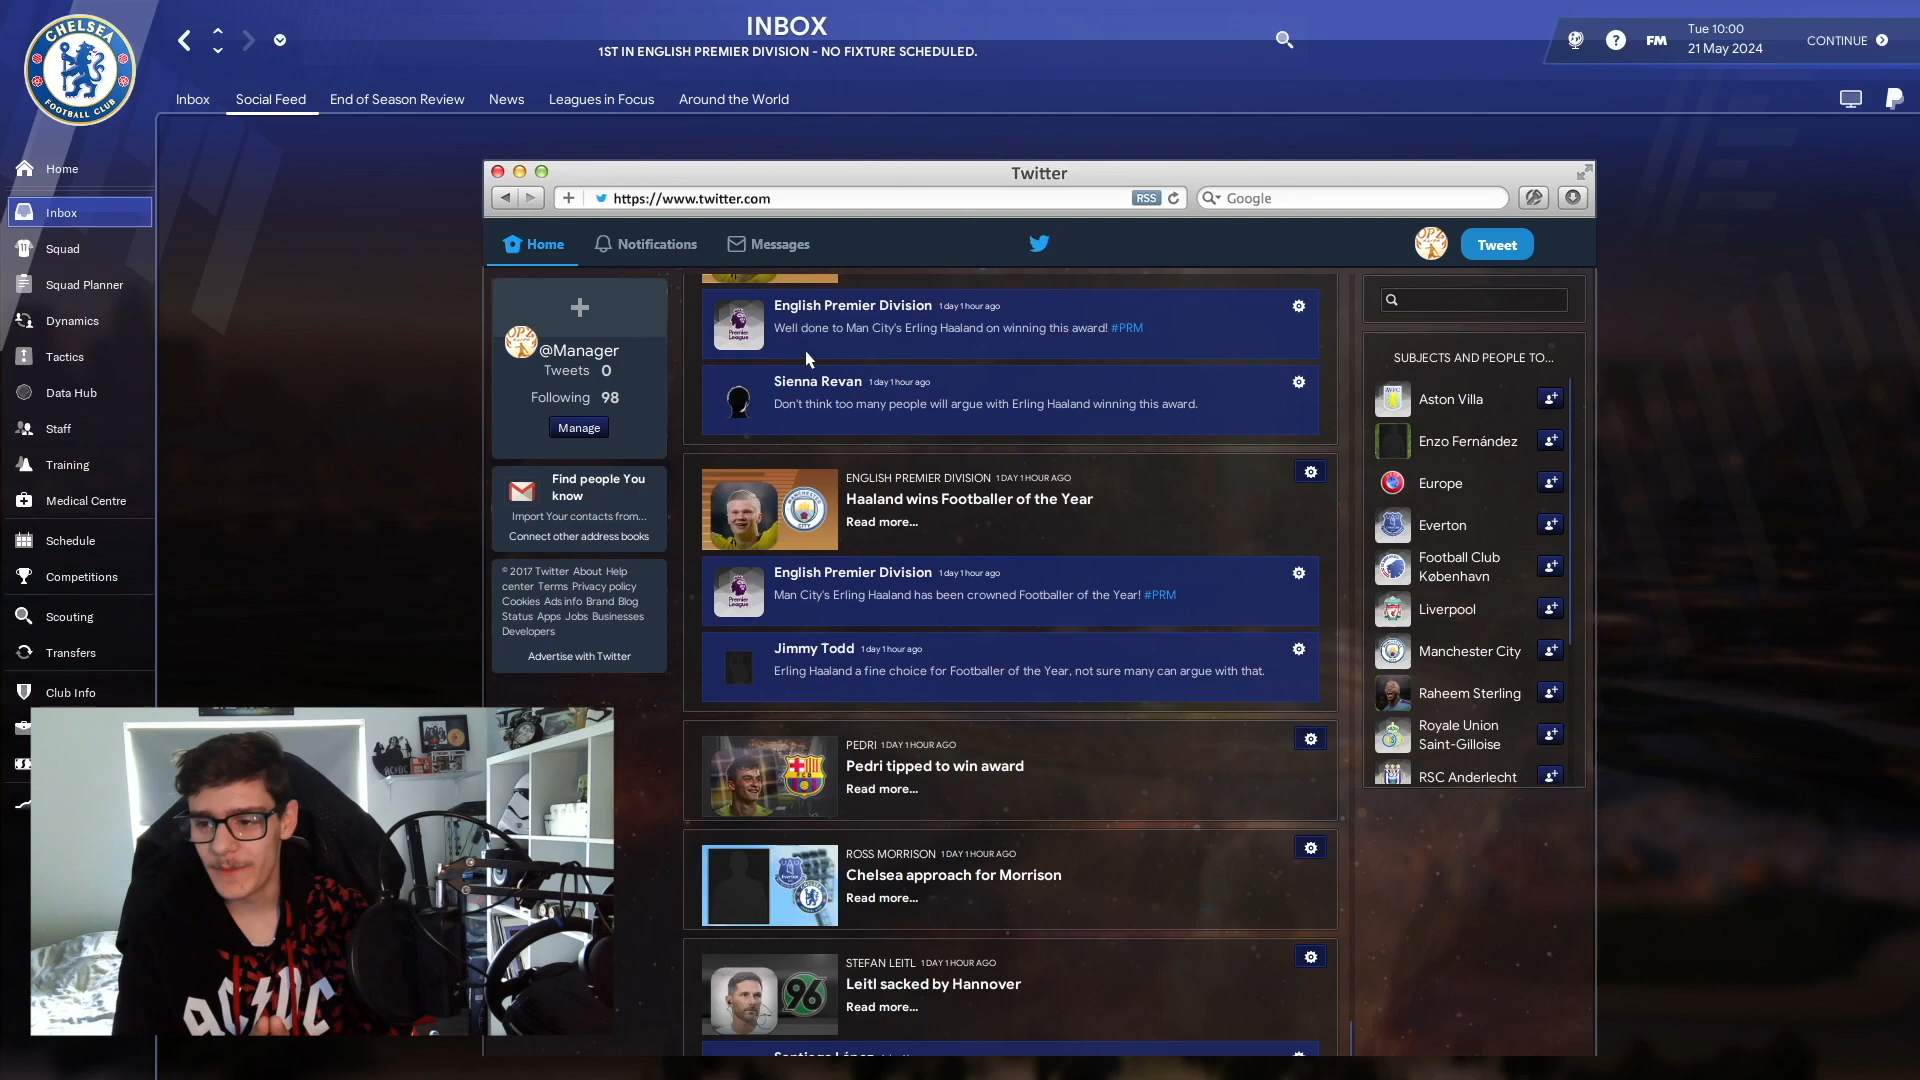 CHELSEA
FOOTBALL CLUB
INBOX
1ST IN ENGLISH PREMIER DIVISION - NO FIXTURE SCHEDULED.
FM
Tue 10:00
21 May 2024
CONTINUE
Inbox
Social Feed
End of Season Review
News
Leagues in Focus
Around the World
Home
Inbox
Squad
Squad Planner
Dynamics
Tactics
Data Hub
Staff
Training
Medical Centre
Schedule
Competitions
Scouting
Transfers
Club Info
Twitter
https://www.twitter.com
RSS
Google
Home
Notifications
Messages
Tweet
@Manager
Tweets 0
Following 98
Manage
Find people You
know
Import Your contacts from...
Connect other address books
© 2017 Twitter About Help
center Terms Privacy policy
Cookies Ads info Brand Blog
Status Apps Jobs Businesses
Developers
Advertise with Twitter
English Premier Division 1 day 1 hour ago
Well done to Man City's Erling Haaland on winning this award! #PRM
Sienna Revan 1 day 1 hour ago
Don't think too many people will argue with Erling Haaland winning this award.
ENGLISH PREMIER DIVISION 1 DAY 1 HOUR AGO
Haaland wins Footballer of the Year
Read more...
English Premier Division 1 day 1 hour ago
Man City's Erling Haaland has been crowned Footballer of the Year! #PRM
Jimmy Todd 1 day 1 hour ago
Erling Haaland a fine choice for Footballer of the Year, not sure many can argue with that.
PEDRI 1 DAY 1 HOUR AGO
Pedri tipped to win award
Read more...
ROSS MORRISON 1 DAY 1 HOUR AGO
Chelsea approach for Morrison
Read more...
STEFAN LEITL 1 DAY 1 HOUR AGO
Leitl sacked by Hannover
Read more...
96
SUBJECTS AND PEOPLE TO...
Aston Villa
Enzo Fernández
Europe
Everton
Football Club
København
Liverpool
Manchester City
Raheem Sterling
Royale Union
Saint-Gilloise
RSC Anderlecht
AC/DC